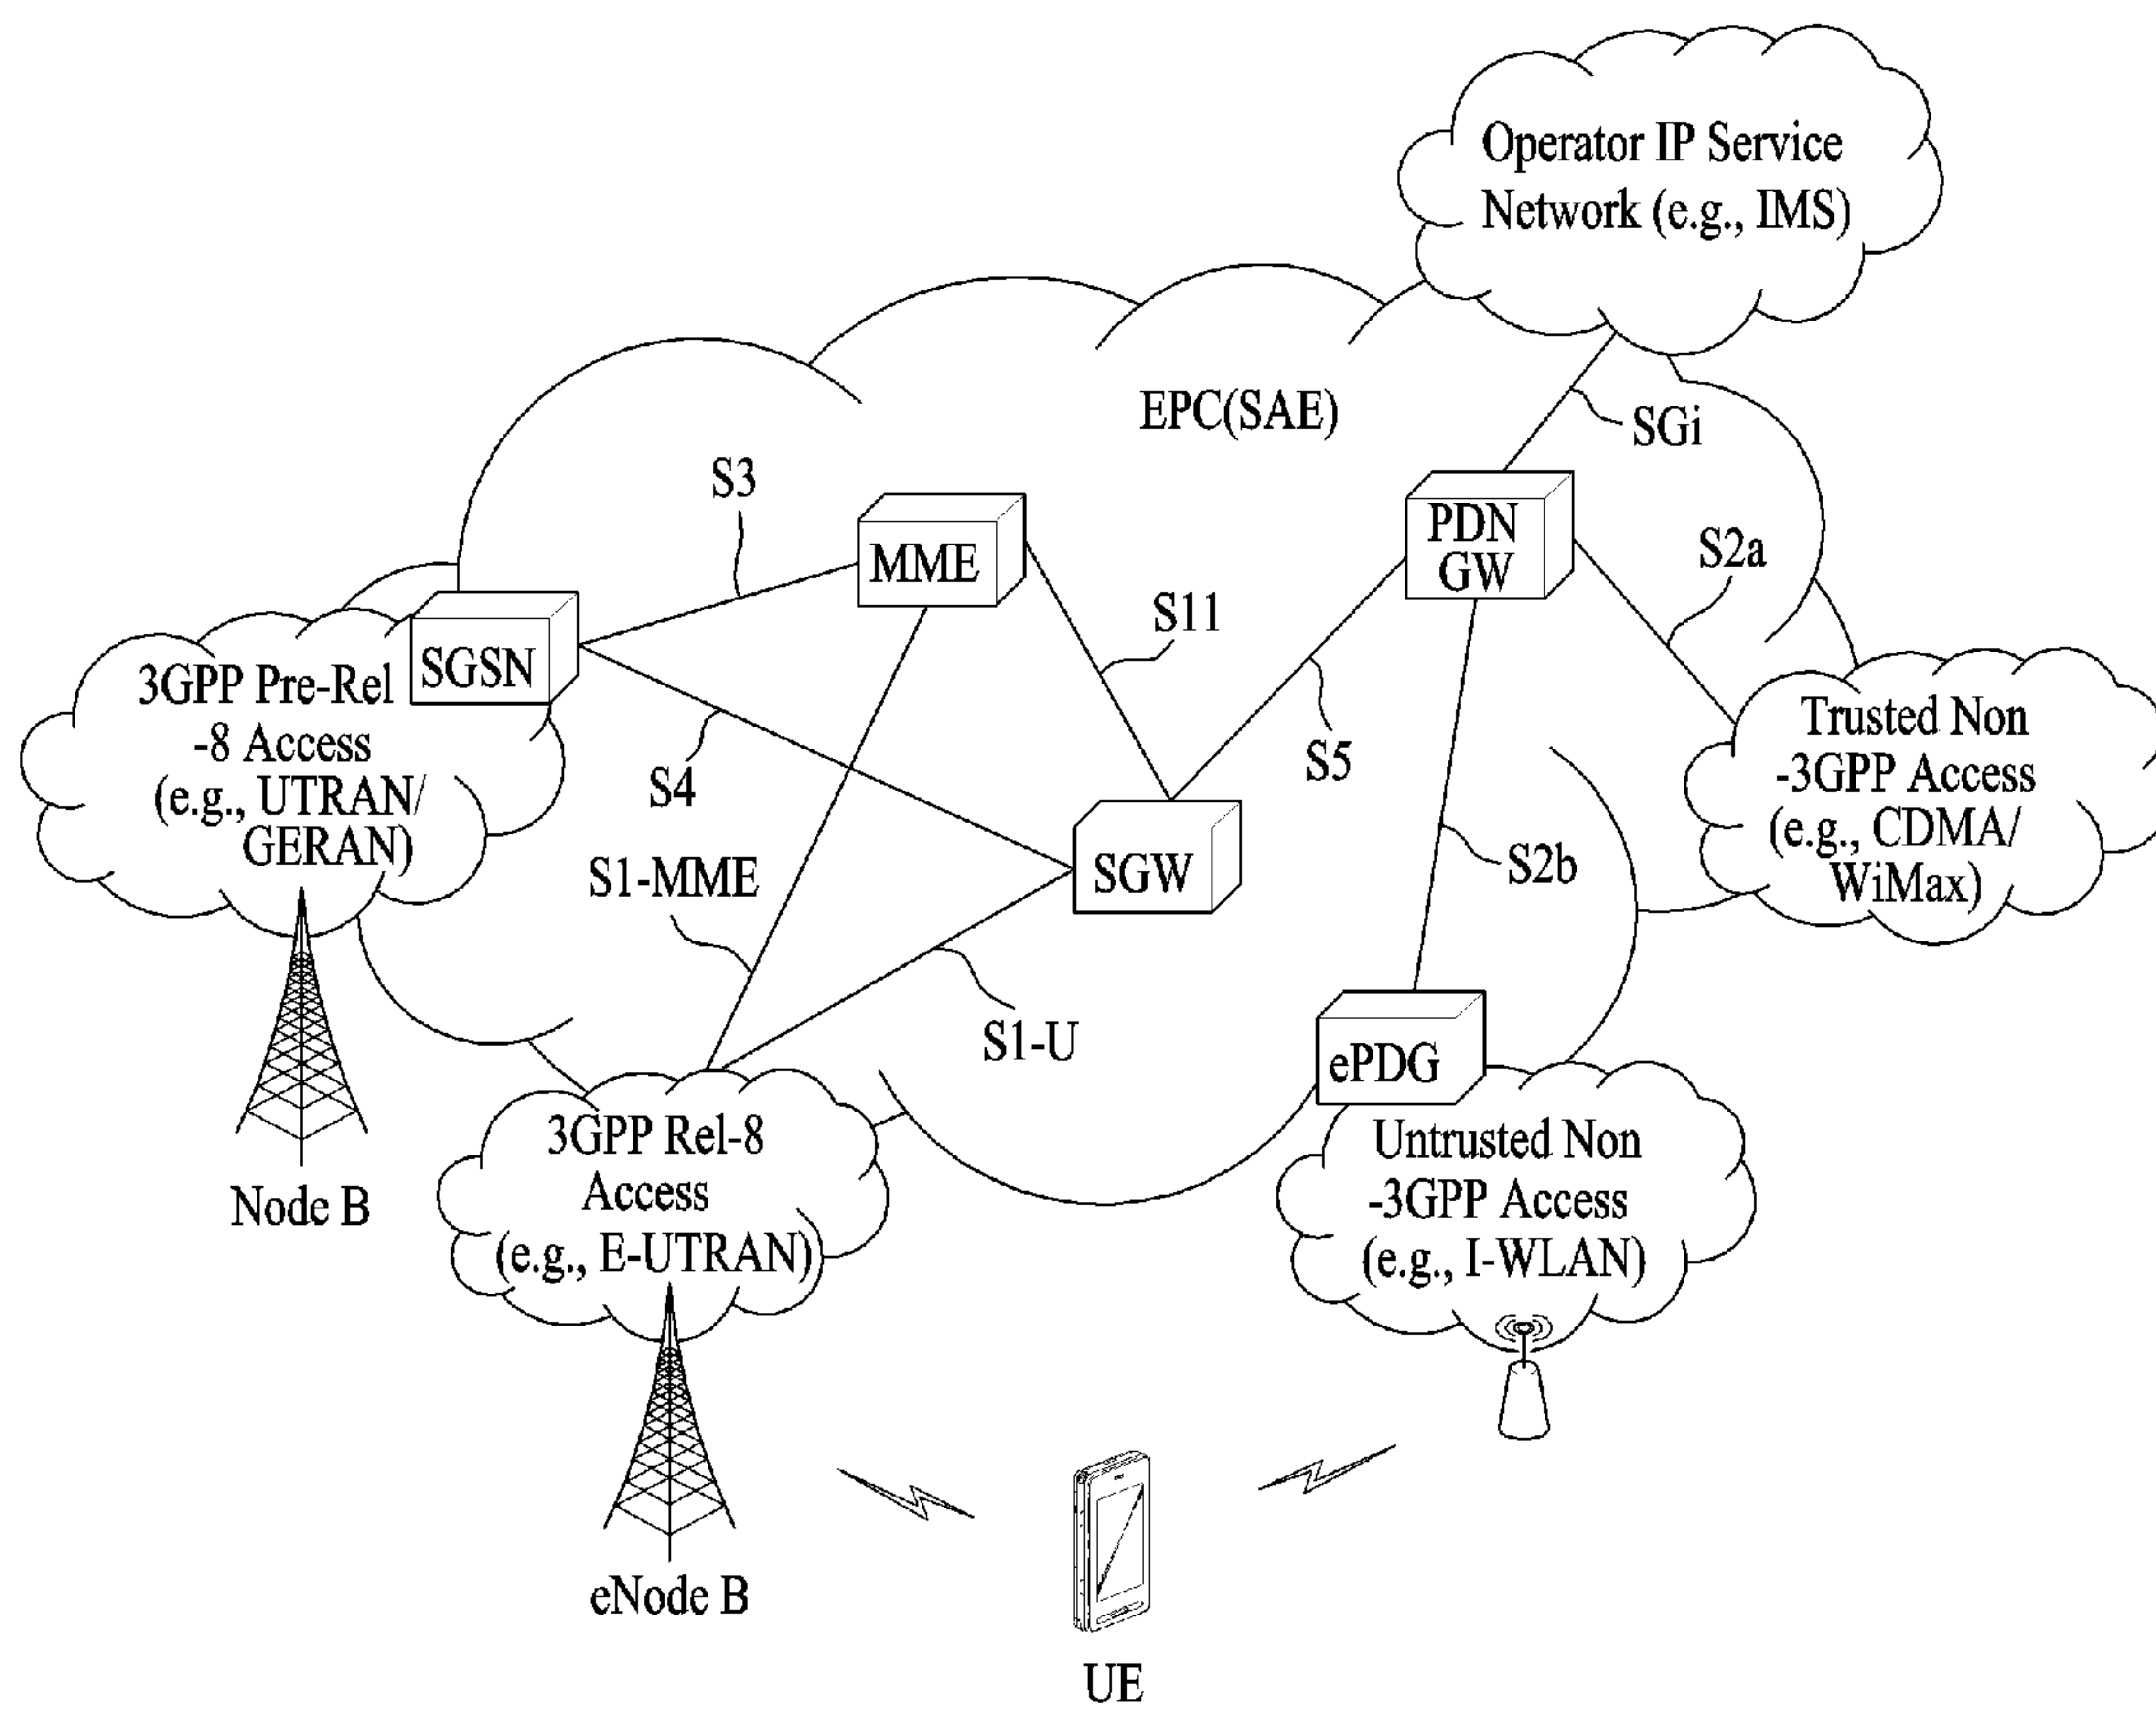 Operator IP Service
Network (e.g., IMS)
EPC(SAE)
SGi
S3
MME
PDN
GW
S2a
S11
SGSN
3GPP Pre-Rel
-8 Access
(e.g., UTRAN/
GERAN)
S4
S5
Trusted Non
-3GPP Access
(e.g., CDMA/
WiMax)
S1-MME
SGW
S2b
S1-U
ePDG
Node B
3GPP Rel-8
Access
(e.g., E-UTRAN)
Untrusted Non
-3GPP Access
(e.g., I-WLAN)
eNode B
UE